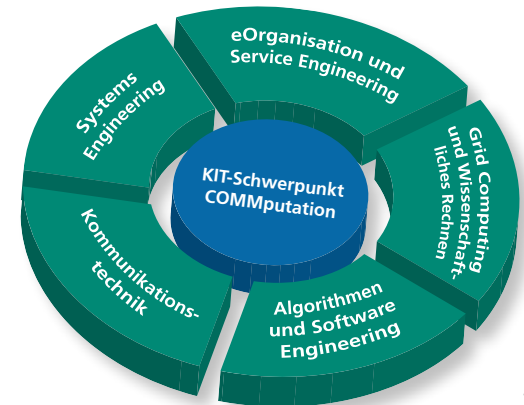 eOrganisation und
Service Engineering
Grid Computing
und Wissenschaft-
liches Rechnen
Algorithmen
und Software
Engineering
Kommunikations-
technik
Systems
Engineering
KIT-Schwerpunkt
COMMputation